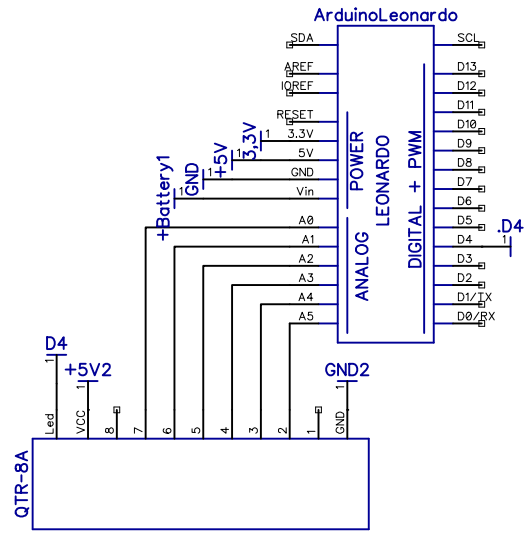 ArduinoLeonardo
SDA
SCL
AREF
D13
IOREF
D12
D11
RESET
D10
3,3V
1
3.3V
D9
+5V
1
5V
D8
GND
1
GND
D7
+Battery1
1
Vin
D6
A0
D5
A1
D4
1
.D4
A2
D3
A3
D2
A4
D1/TX
A5
D0/RX
POWER
LEONARDO
ANALOG
DIGITAL + PWM
D4
1
+5V2
1
GND2
1
Led
VCC
8
7
6
5
4
3
2
1
GND
QTR-8A